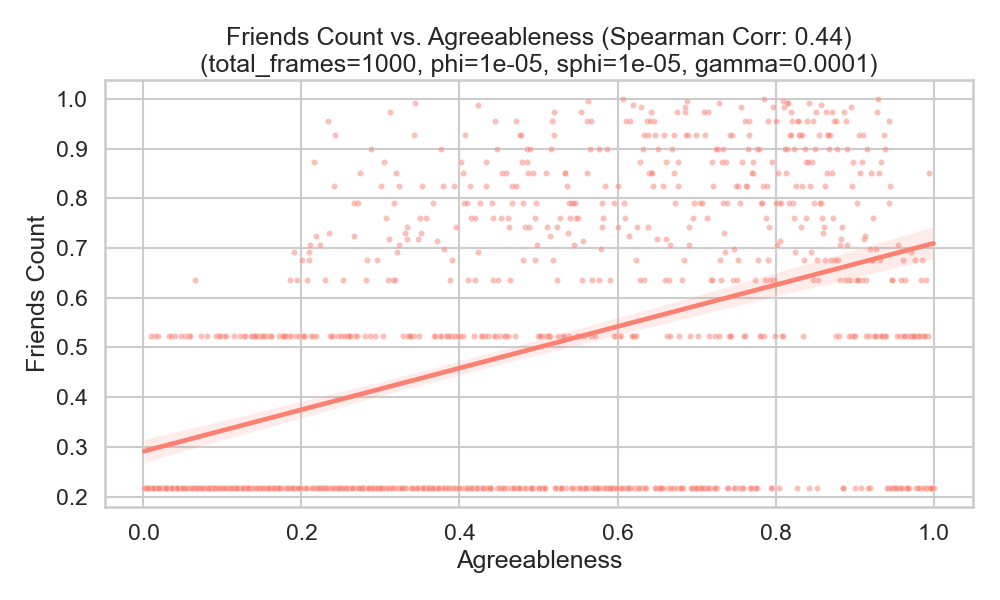 Friends Count vs. Agreeableness (Spearman Corr: 0.44)
(total_frames=1000, phi=1e-05, sphi=1e-05, gamma=0.0001)
1.0
0.9
0.8
0.7
0.6
0.5
0.4
0.3
0.2
Friends Count
0.0 0.2 0.4 0.6 0.8 1.0
Agreeableness